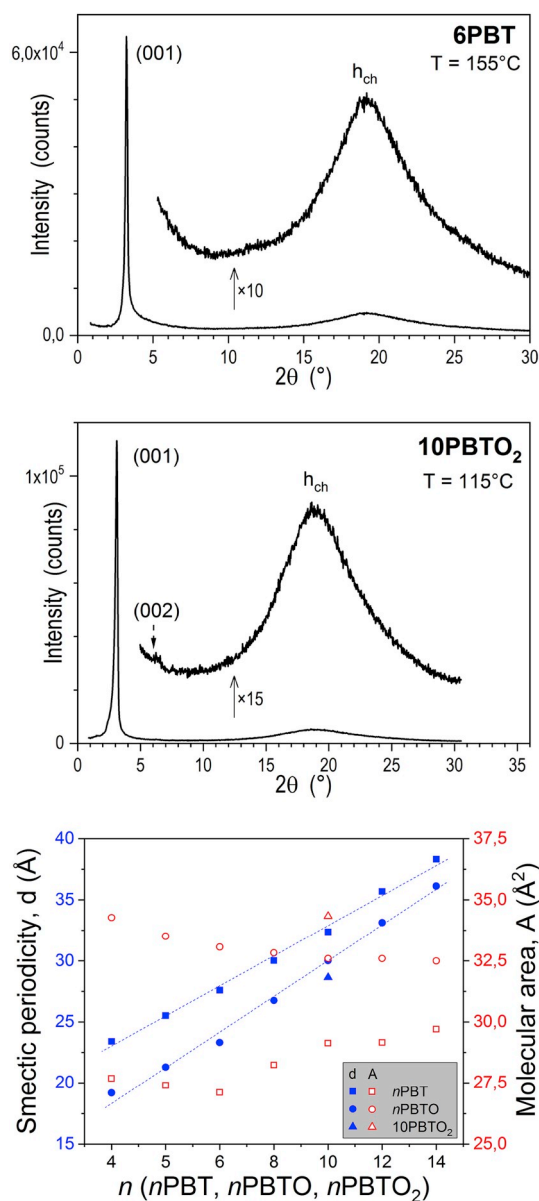 6PBT
T = 155°C
6,0x10⁴
0,0
Intensity (counts)
(001)
h_ch
×10
0 5 10 15 20 25 30
2θ (°)
10PBTO₂
T = 115°C
1x10⁵
0
Intensity (counts)
(001)
(002)
h_ch
×15
0 5 10 15 20 25 30 35
2θ (°)
40
35
30
25
20
15
Smectic periodicity, d (Å)
37,5
35,0
32,5
30,0
27,5
25,0
Molecular area, A (Å²)
d A
nPBT
nPBTO
10PBTO₂
4 5 6 8 10 12 14
n (nPBT, nPBTO, nPBTO₂)